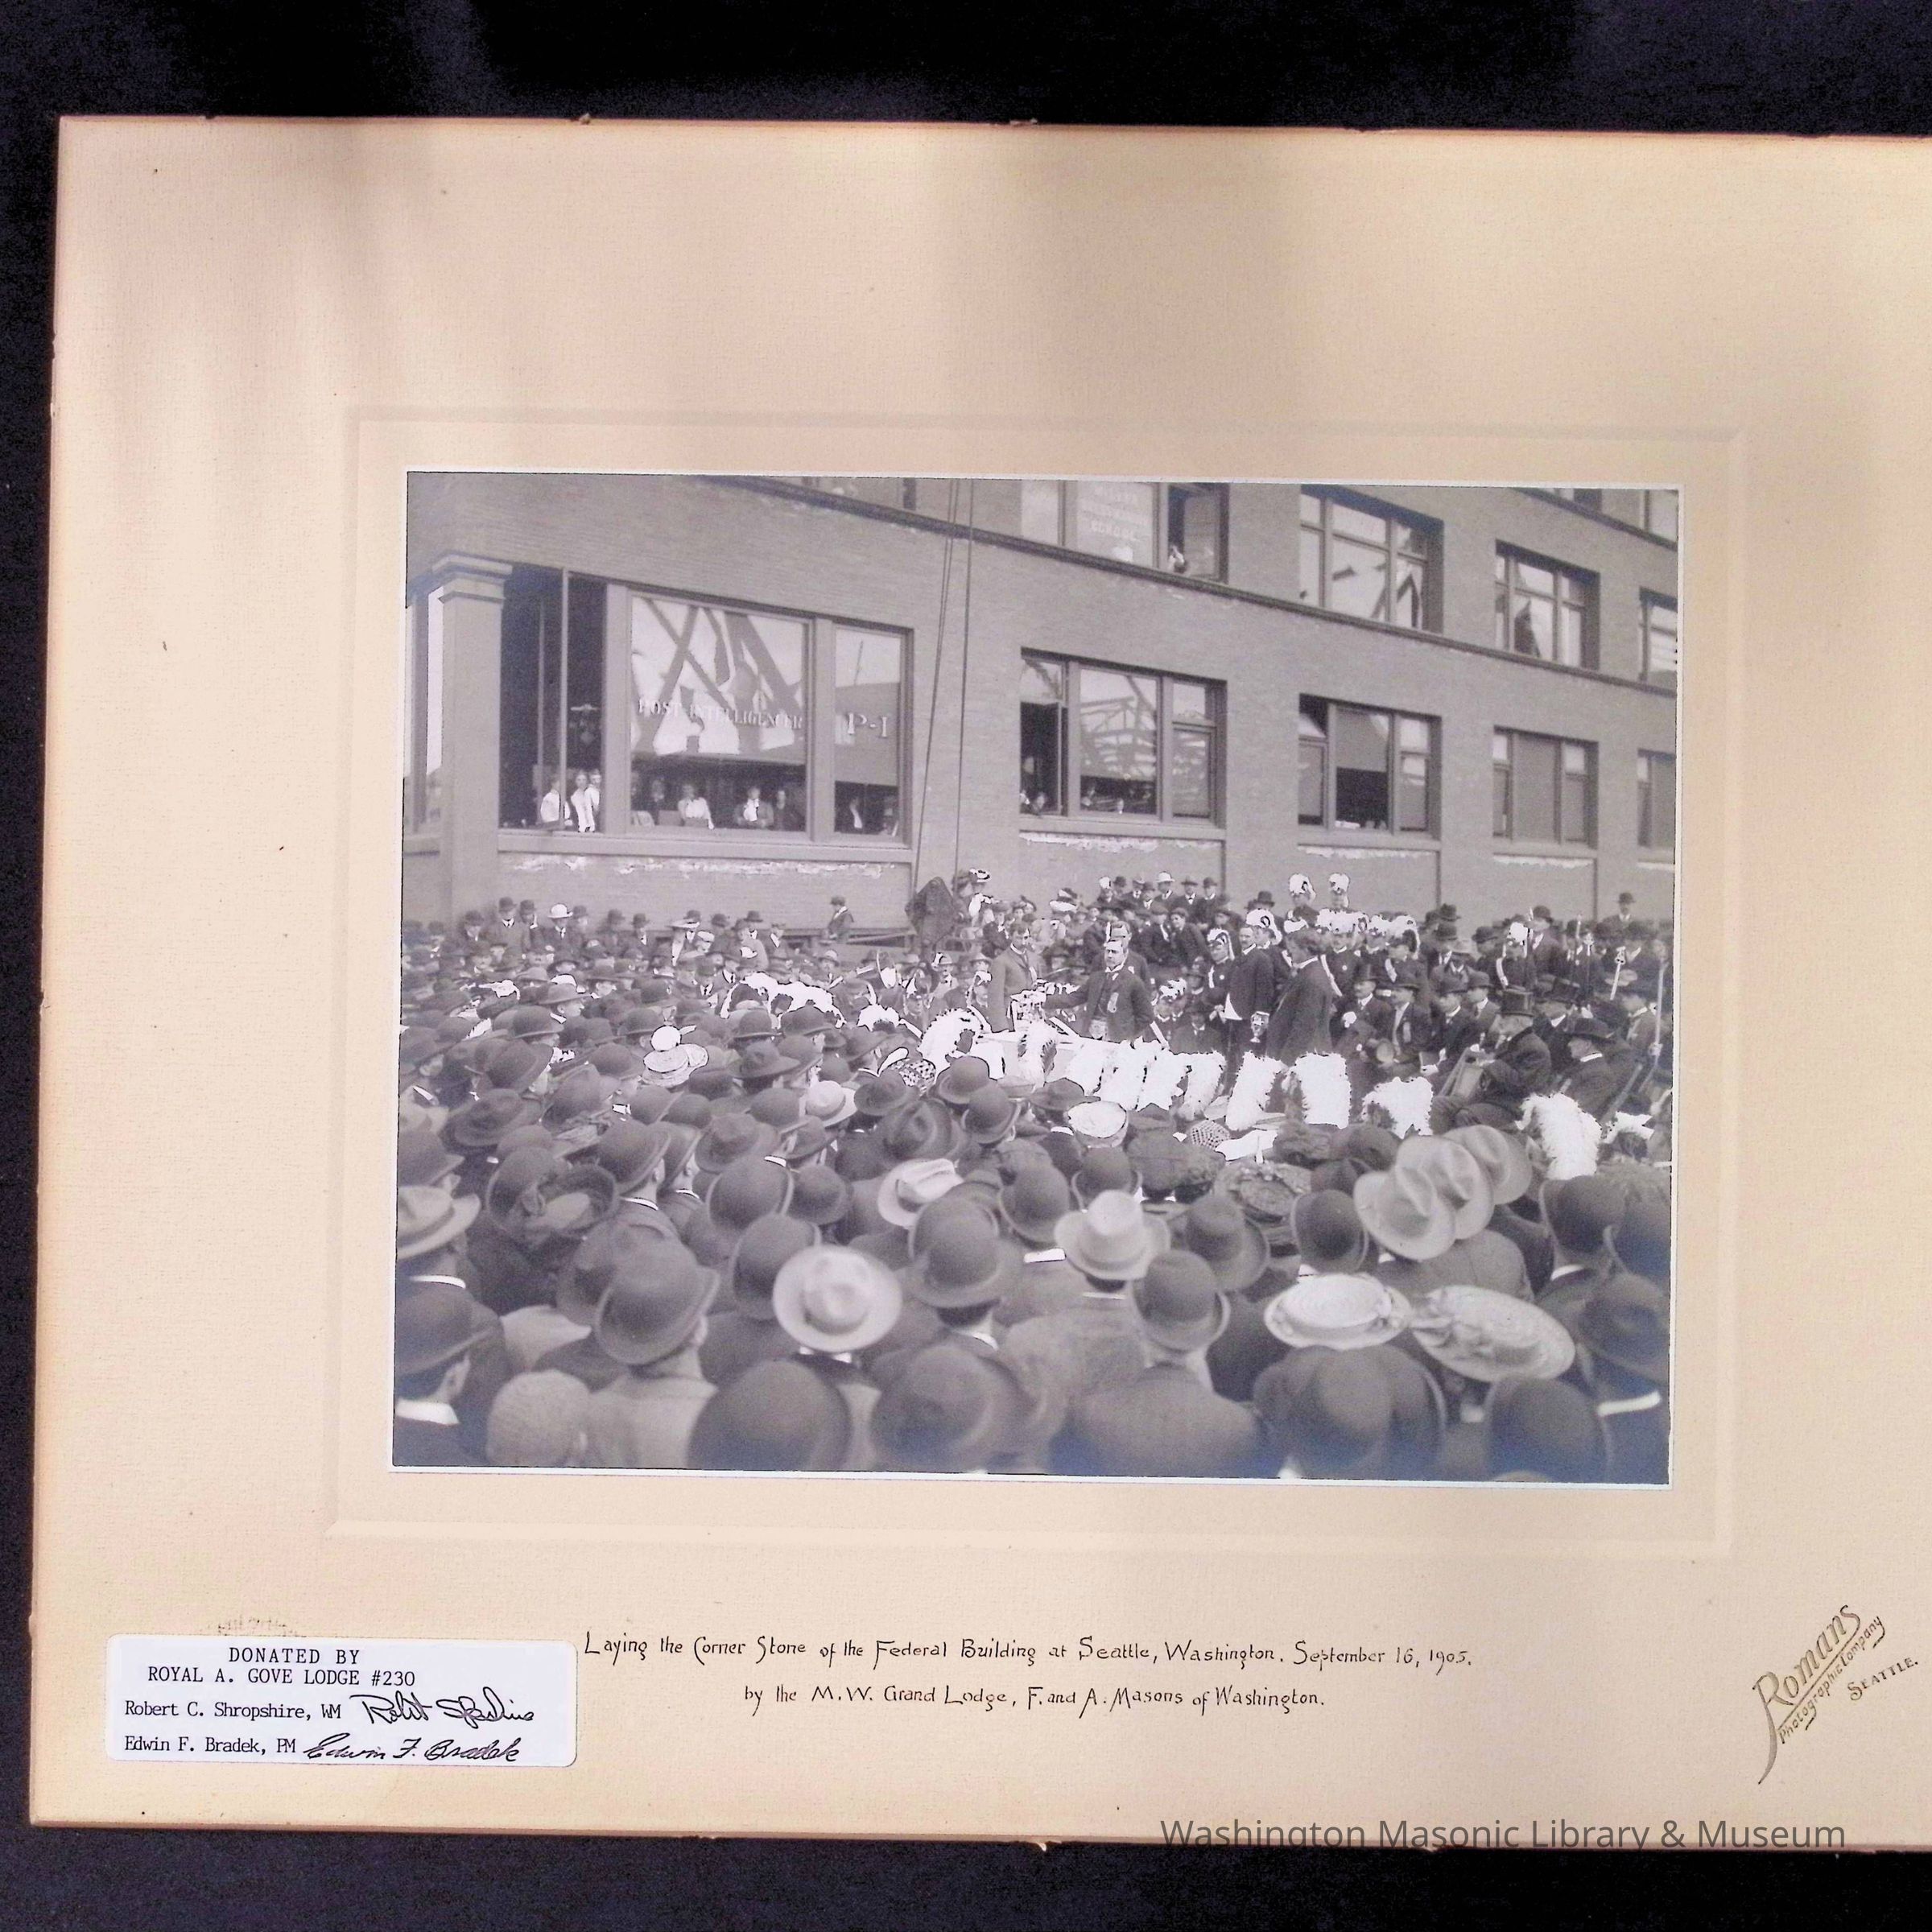 POST-INTELLIGENCER
P-I
DONATED BY
ROYAL A. GOVE LODGE #230
Robert C. Shropshire, WM
Edwin F. Bradek, PM Edwin F. Bradek
Laying the Corner Stone of the Federal Building at Seattle, Washington. September 16, 1905.
by the M.W. Grand Lodge, F. and A. Masons of Washington.
Romans
Photographic Company
SEATTLE.
Washington Masonic Library & Museum